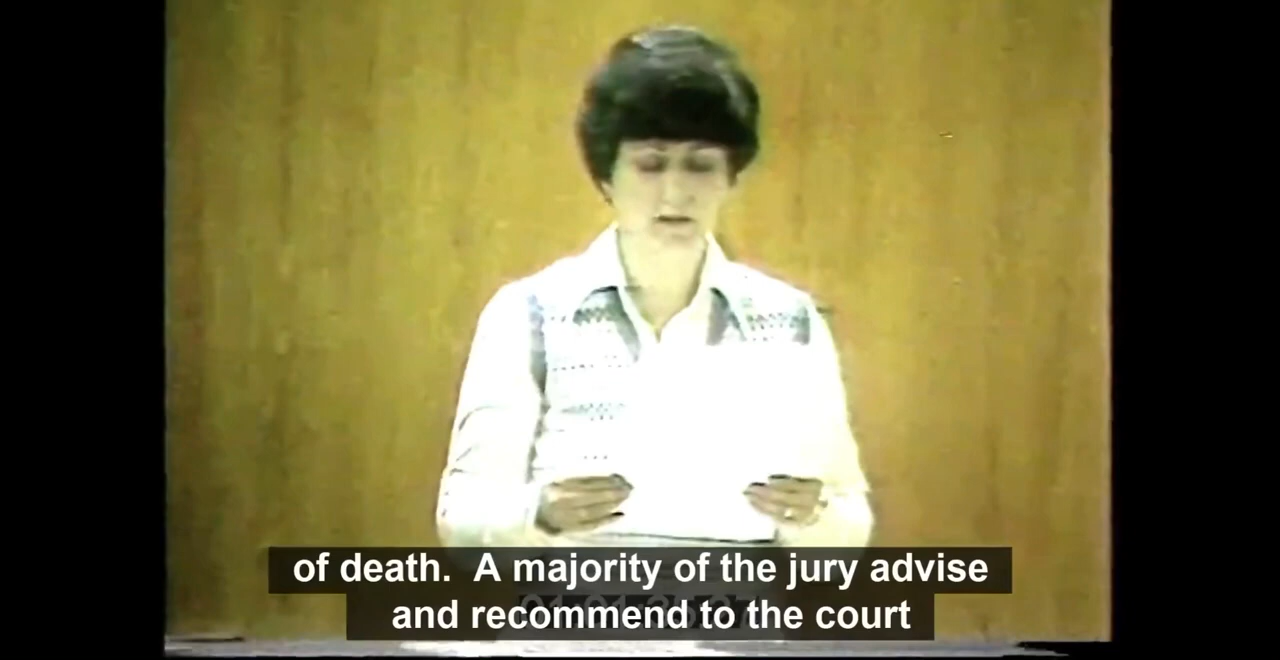 of death. A majority of the jury advise
and recommend to the court